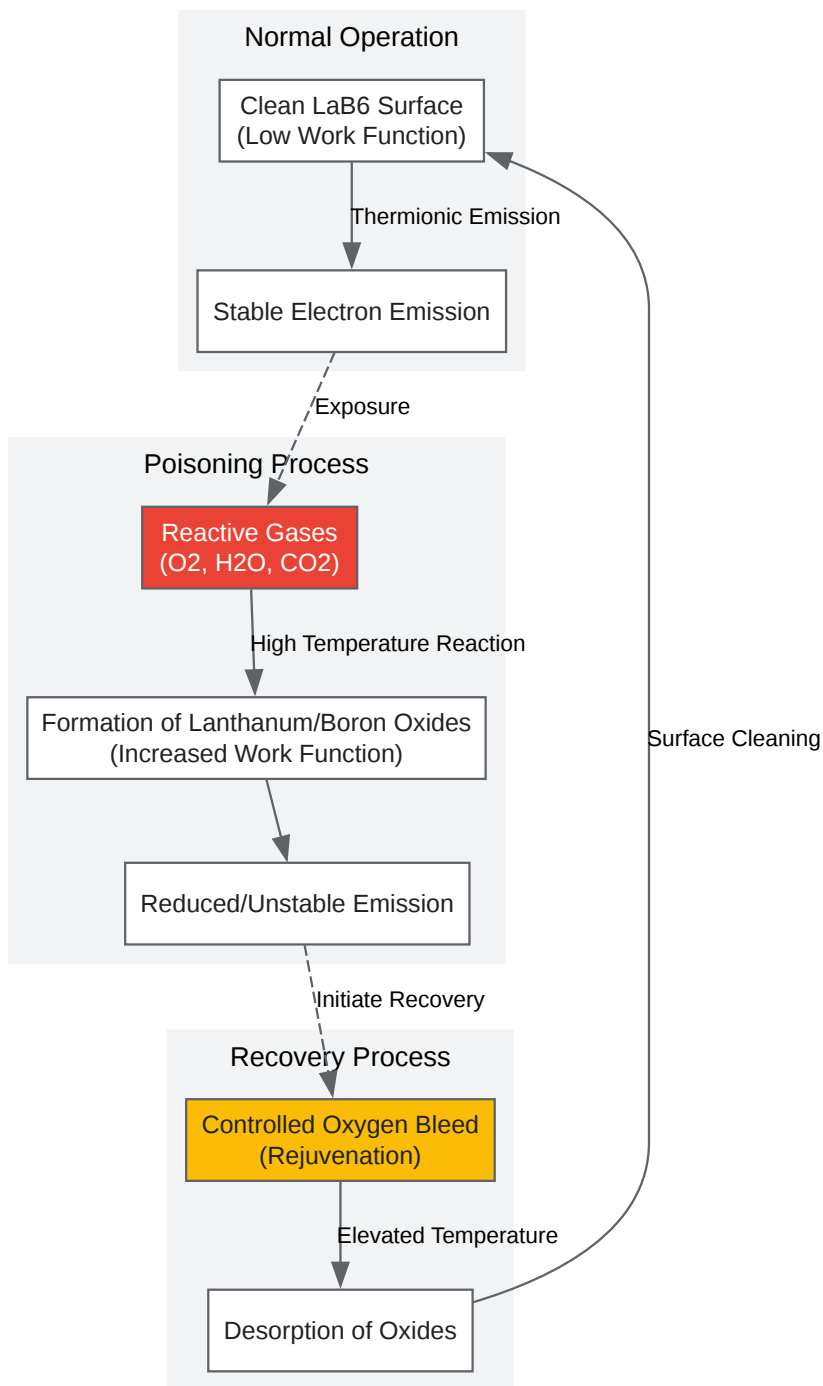 Normal Operation
Clean LaB6 Surface
(Low Work Function)
Thermionic Emission
Stable Electron Emission
Exposure
Poisoning Process
Reactive Gases
(O2, H2O, CO2)
High Temperature Reaction
Formation of Lanthanum/Boron Oxides
(Increased Work Function)
Surface Cleaning
Reduced/Unstable Emission
Initiate Recovery
Recovery Process
Controlled Oxygen Bleed
(Rejuvenation)
Elevated Temperature
Desorption of Oxides